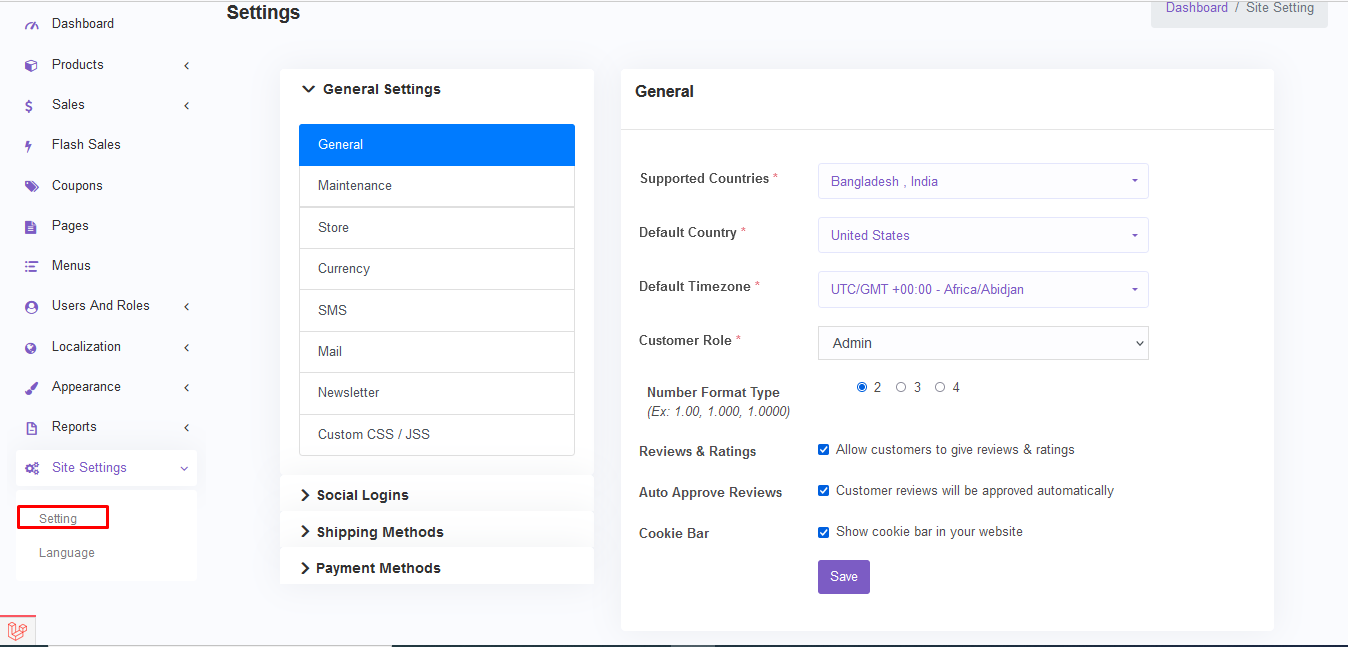 Settings
Dashboard / Site Setting
Dashboard
Products
Sales
Flash Sales
Coupons
Pages
Menus
Users And Roles
Localization
Appearance
Reports
Site Settings
Setting
Language
General Settings
General
Maintenance
Store
Currency
SMS
Mail
Newsletter
Custom CSS / JSS
Social Logins
Shipping Methods
Payment Methods
General
Supported Countries * Bangladesh , India
Default Country * United States
Default Timezone * UTC/GMT +00:00 - Africa/Abidjan
Customer Role * Admin
Number Format Type 2 3 4
(Ex: 1.00, 1.000, 1.0000)
Reviews & Ratings Allow customers to give reviews & ratings
Auto Approve Reviews Customer reviews will be approved automatically
Cookie Bar Show cookie bar in your website
Save